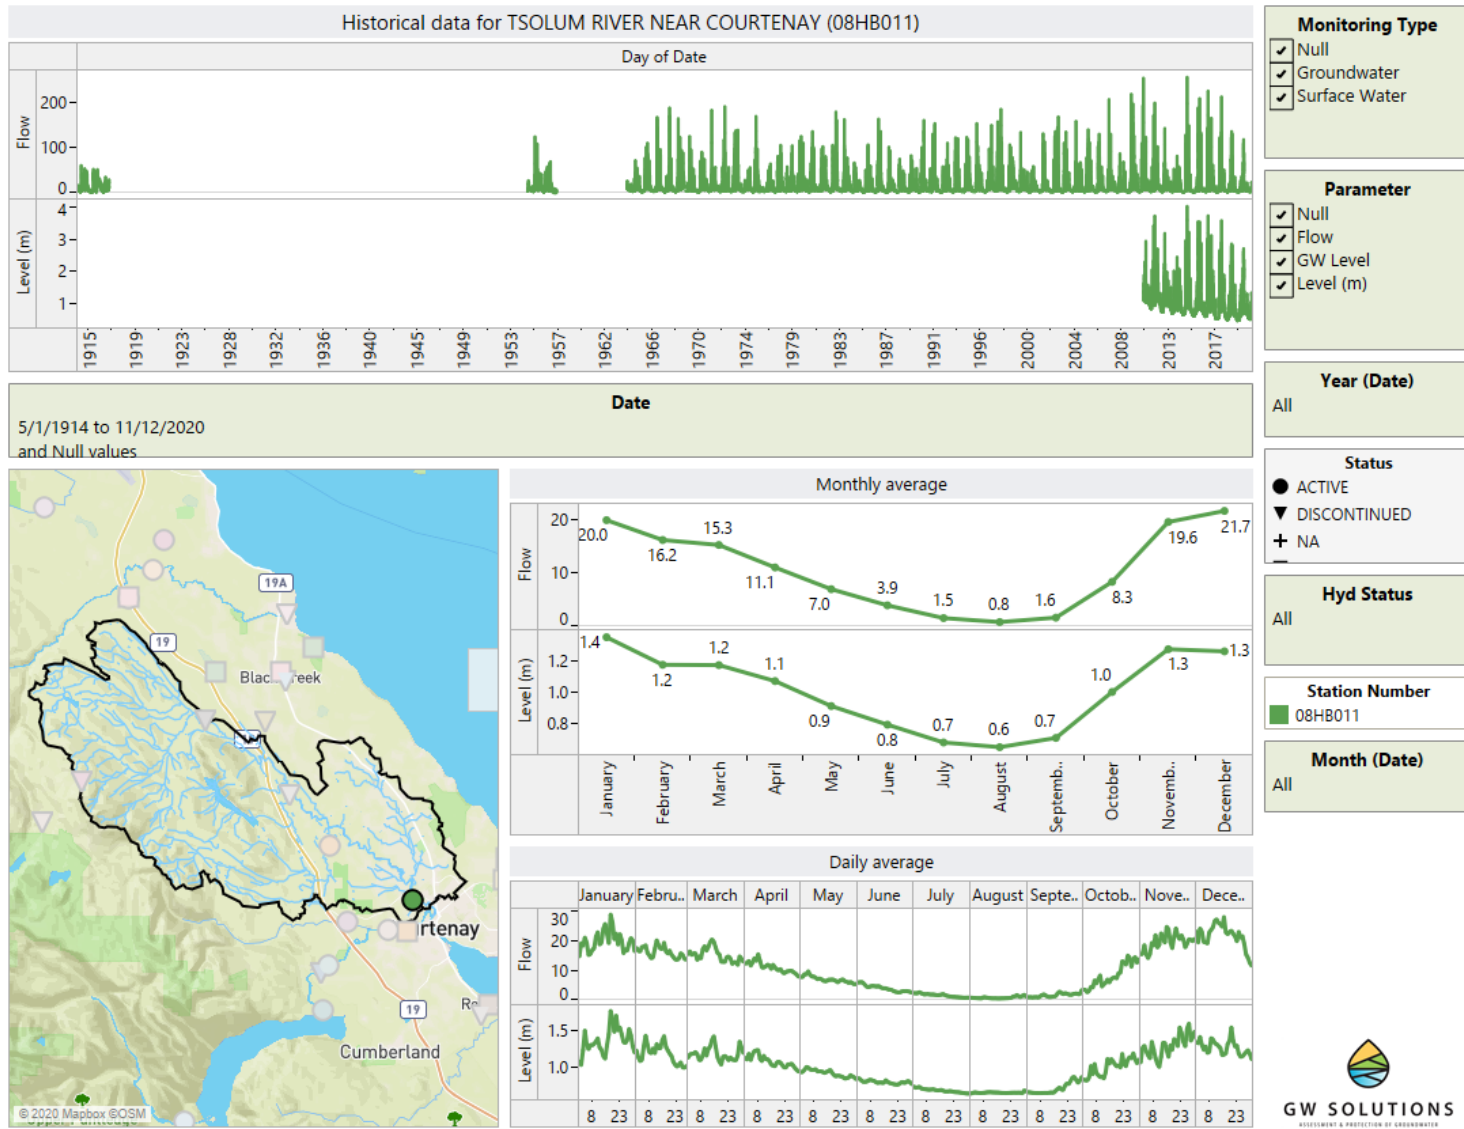 Historical data for TSOLUM RIVER NEAR COURTENAY (08HB011)
Day of Date
Flow
200
100
0
Level (m)
4
3
2
1
1915
1919
1923
1928
1932
1936
1940
1945
1949
1953
1957
1962
1966
1970
1974
1979
1983
1987
1991
1996
2000
2004
2008
2013
2017
Date
5/1/1914 to 11/12/2020
and Null values
19A
19
Cumberland
19
© 2020 Mapbox ©OSM
rtenay
Monthly average
Flow
20
10
0
20.0
16.2
15.3
11.1
7.0
3.9
1.5
0.8
1.6
8.3
19.6
21.7
Level (m)
1.2
1.0
0.8
1.4
1.2
1.2
1.1
0.9
0.8
0.7
0.6
0.7
1.0
1.3
1.3
January
February
March
April
May
June
July
August
Septemb..
October
Novemb..
December
Daily average
January Febru.. March April May June July August Septe.. Octob.. Nove.. Dece..
Flow
30
20
10
0
Level (m)
1.5
1.0
8 23 8 23 8 23 8 23 8 23 8 23 8 23 8 23 8 23 8 23 8 23 8 23
Monitoring Type
Null
Groundwater
Surface Water
Parameter
Null
Flow
GW Level
Level (m)
Year (Date)
All
Status
ACTIVE
DISCONTINUED
NA
Hyd Status
All
Station Number
08HB011
Month (Date)
All
GW SOLUTIONS
ASSESSMENT & PROTECTION OF GROUNDWATER